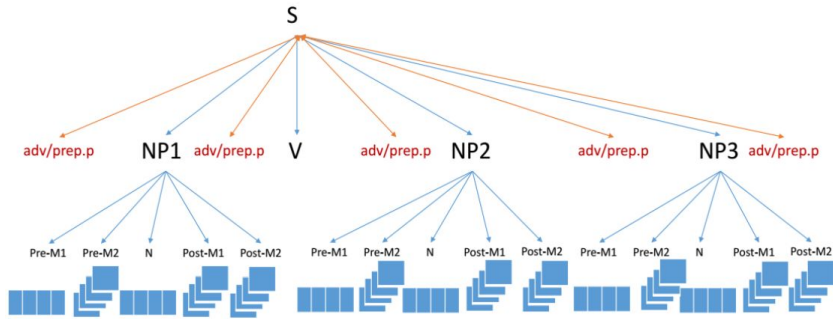 S
adv/prep.p NP1 adv/prep.p V adv/prep.p NP2 adv/prep.p NP3 adv/prep.p
Pre-M1 Pre-M2 N Post-M1 Post-M2 Pre-M1 Pre-M2 N Post-M1 Post-M2 Pre-M1 Pre-M2 N Post-M1 Post-M2